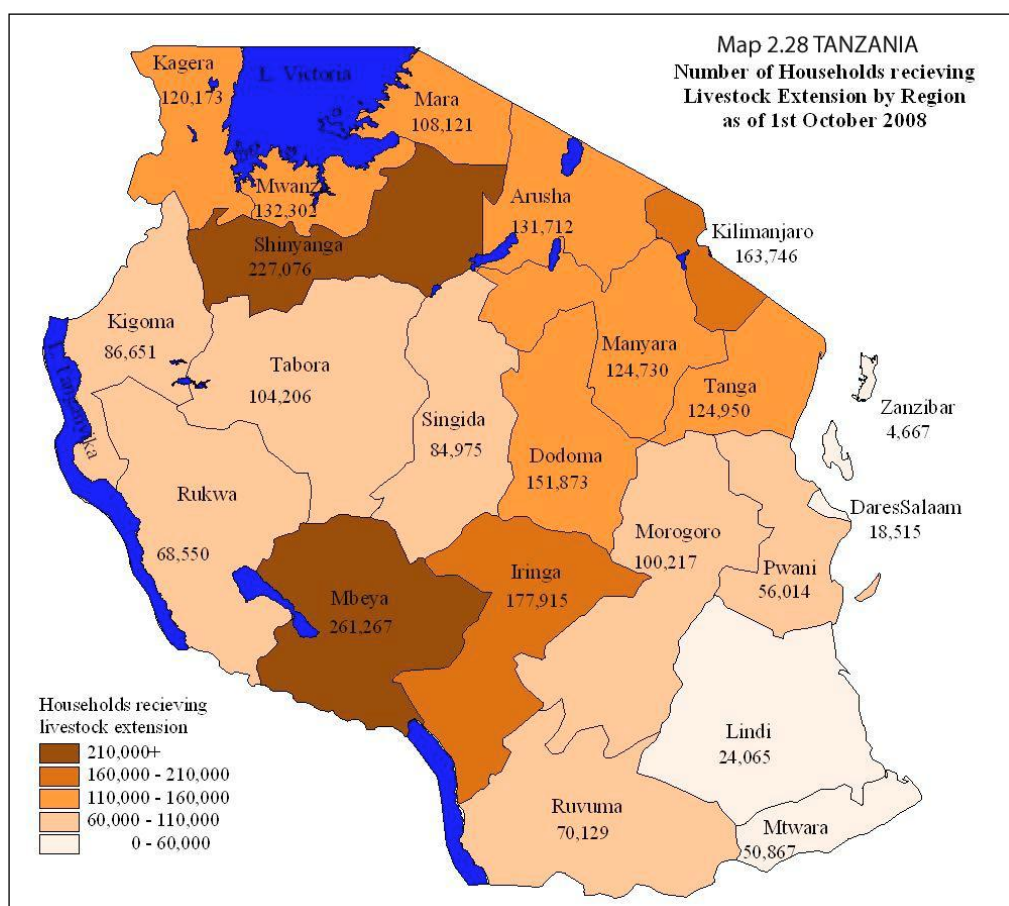 Map 2.28 TANZANIA
Number of Households recieving
Livestock Extension by Region
as of 1st October 2008
Kagera
120,173
L. Victoria
Mara
108,121
Mwanza
132,302
Arusha
131,712
Kilimanjaro
163,746
Shinyanga
227,076
Kigoma
86,651
Tabora
104,206
Singida
84,975
Manyara
124,730
Tanga
124,950
Zanzibar
4,667
L. Tanganyika
Rukwa
68,550
Dodoma
151,873
Morogoro
100,217
DaresSalaam
18,515
Pwani
56,014
Iringa
177,915
Mbeya
261,267
Lindi
24,065
Ruvuma
70,129
Mtwara
50,867
Households recieving
livestock extension
210,000+
160,000 - 210,000
110,000 - 160,000
60,000 - 110,000
0 - 60,000